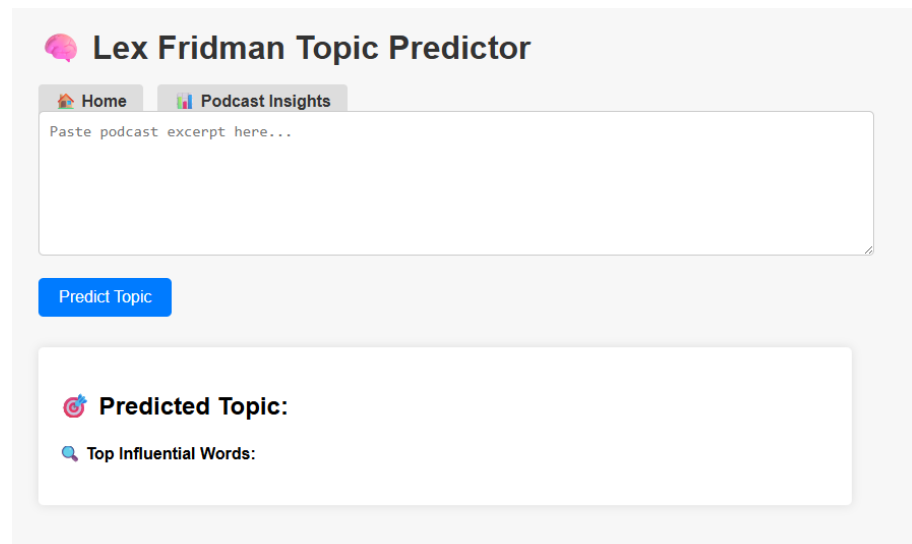 🧠 Lex Fridman Topic Predictor
🏠 Home 📊 Podcast Insights
Paste podcast excerpt here...
Predict Topic
🎯 Predicted Topic:
🔍 Top Influential Words: